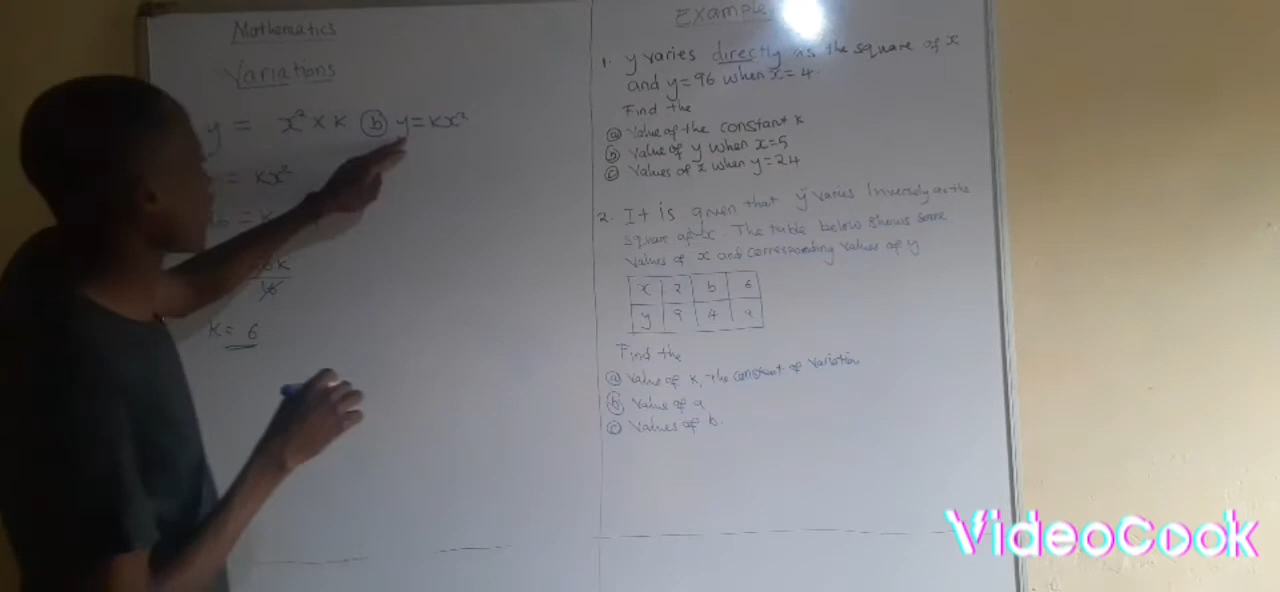 Mathematics
Variations
y = x² × k (b) y = kx²
= kx²
= k
k
16
k = 6
Example
1. y varies directly as the square of x
and y = 96 when x = 4.
Find the
(a) Value of the constant k
(b) Value of y when x = 5
(c) Values of x when y = 24
2. It is given that y varies Inversely as the
square of x. The table below shows some
values of x and corresponding values of y
x 2 b 6
y 9 4
Find the
(a) Value of k, the constant of variation
(b) Value of a
(c) Values of b.
VideoCook